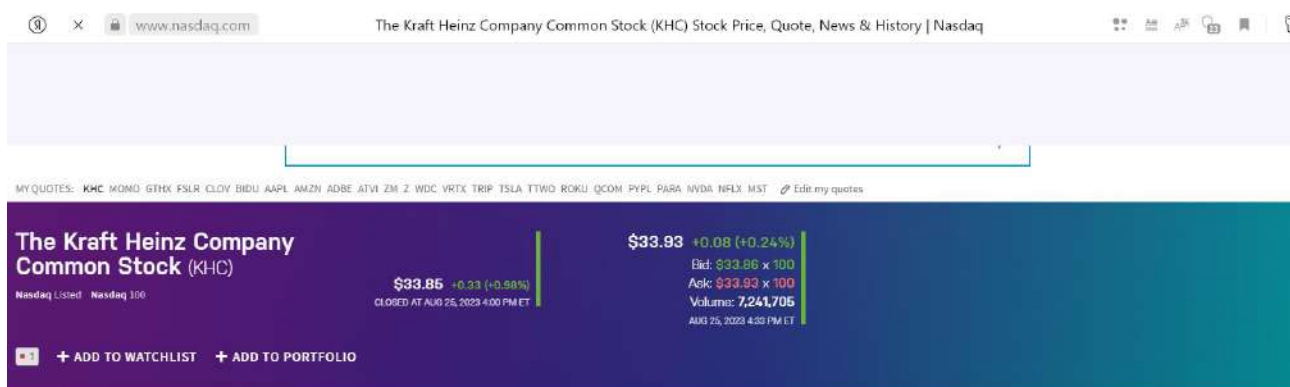 www.nasdaq.com The Kraft Heinz Company Common Stock (KHC) Stock Price, Quote, News & History | Nasdaq
MY QUOTES: KHC MOMO GTHX FSLR CLOV BIDU AAPL AMZN ADBE ATVI ZM Z WDC VRTX TRIP TSLA TTWO ROKU QCOM PYPL PARA NVDA NFLX MST Edit my quotes
The Kraft Heinz Company
Common Stock (KHC)
Nasdaq Listed Nasdaq 100
$33.85 +0.33 (+0.98%)
CLOSED AT AUG 25, 2023 4:00 PM ET
$33.93 +0.08 (+0.24%)
Bid: $33.86 x 100
Ask: $33.93 x 100
Volume: 7,241,705
AUG 25, 2023 4:33 PM ET
+ ADD TO WATCHLIST + ADD TO PORTFOLIO